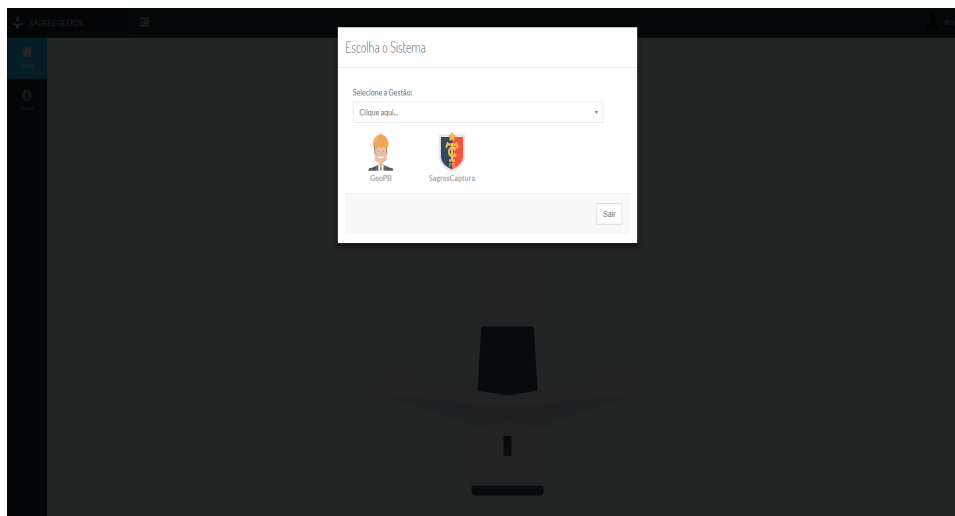 SAGRES GESTOR
Escolha o Sistema
Selecione a Gestão:
Clique aqui...
GeoPB
SagresCaptura
Sair